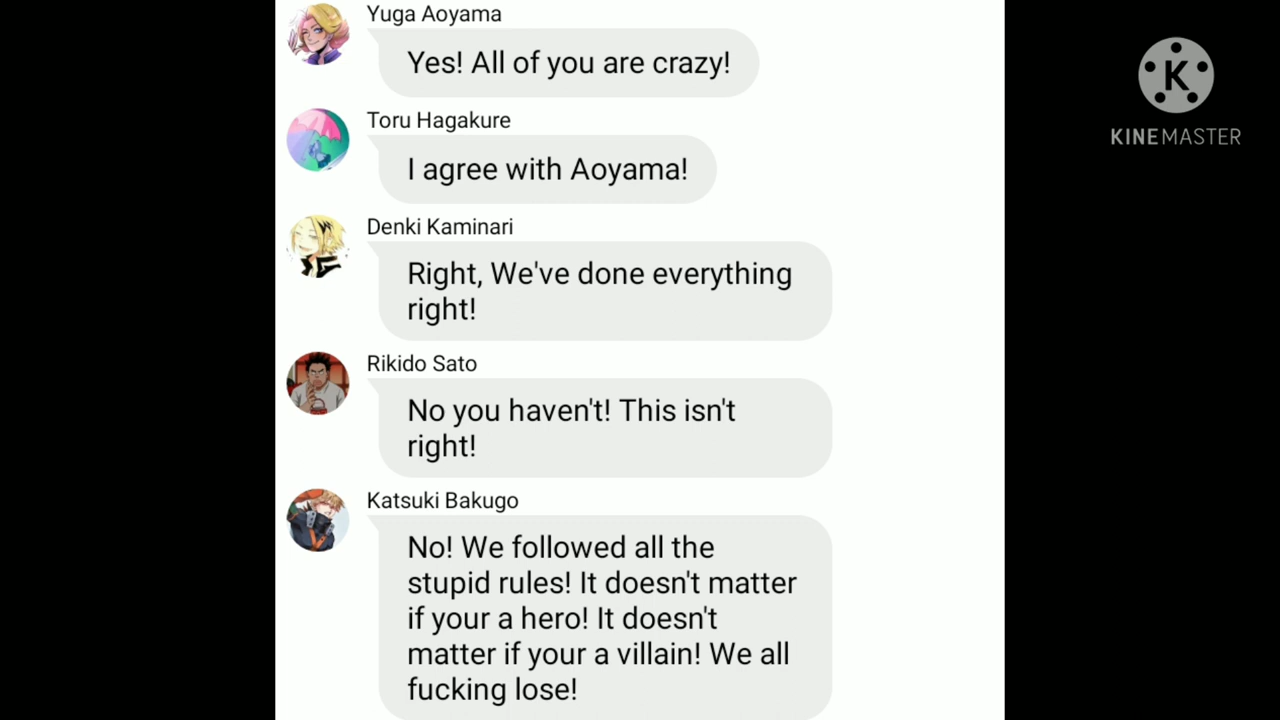 Yuga Aoyama
Yes! All of you are crazy!
Toru Hagakure
I agree with Aoyama!
Denki Kaminari
Right, We've done everything
right!
Rikido Sato
No you haven't! This isn't
right!
Katsuki Bakugo
No! We followed all the
stupid rules! It doesn't matter
if your a hero! It doesn't
matter if your a villain! We all
fucking lose!
K
KINEMASTER